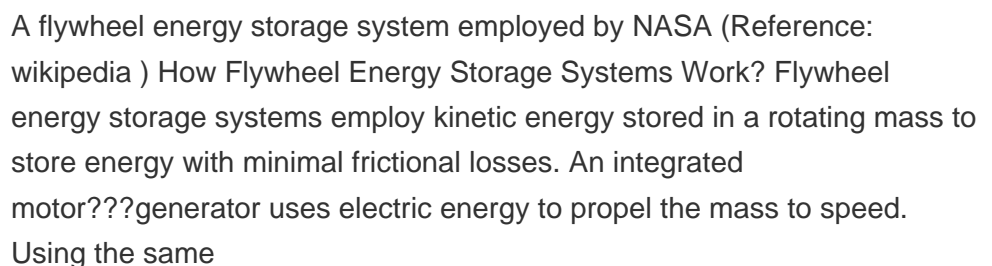 A flywheel energy storage system employed by NASA (Reference:
wikipedia ) How Flywheel Energy Storage Systems Work? Flywheel
energy storage systems employ kinetic energy stored in a rotating mass to
store energy with minimal frictional losses. An integrated
motor???generator uses electric energy to propel the mass to speed.
Using the same